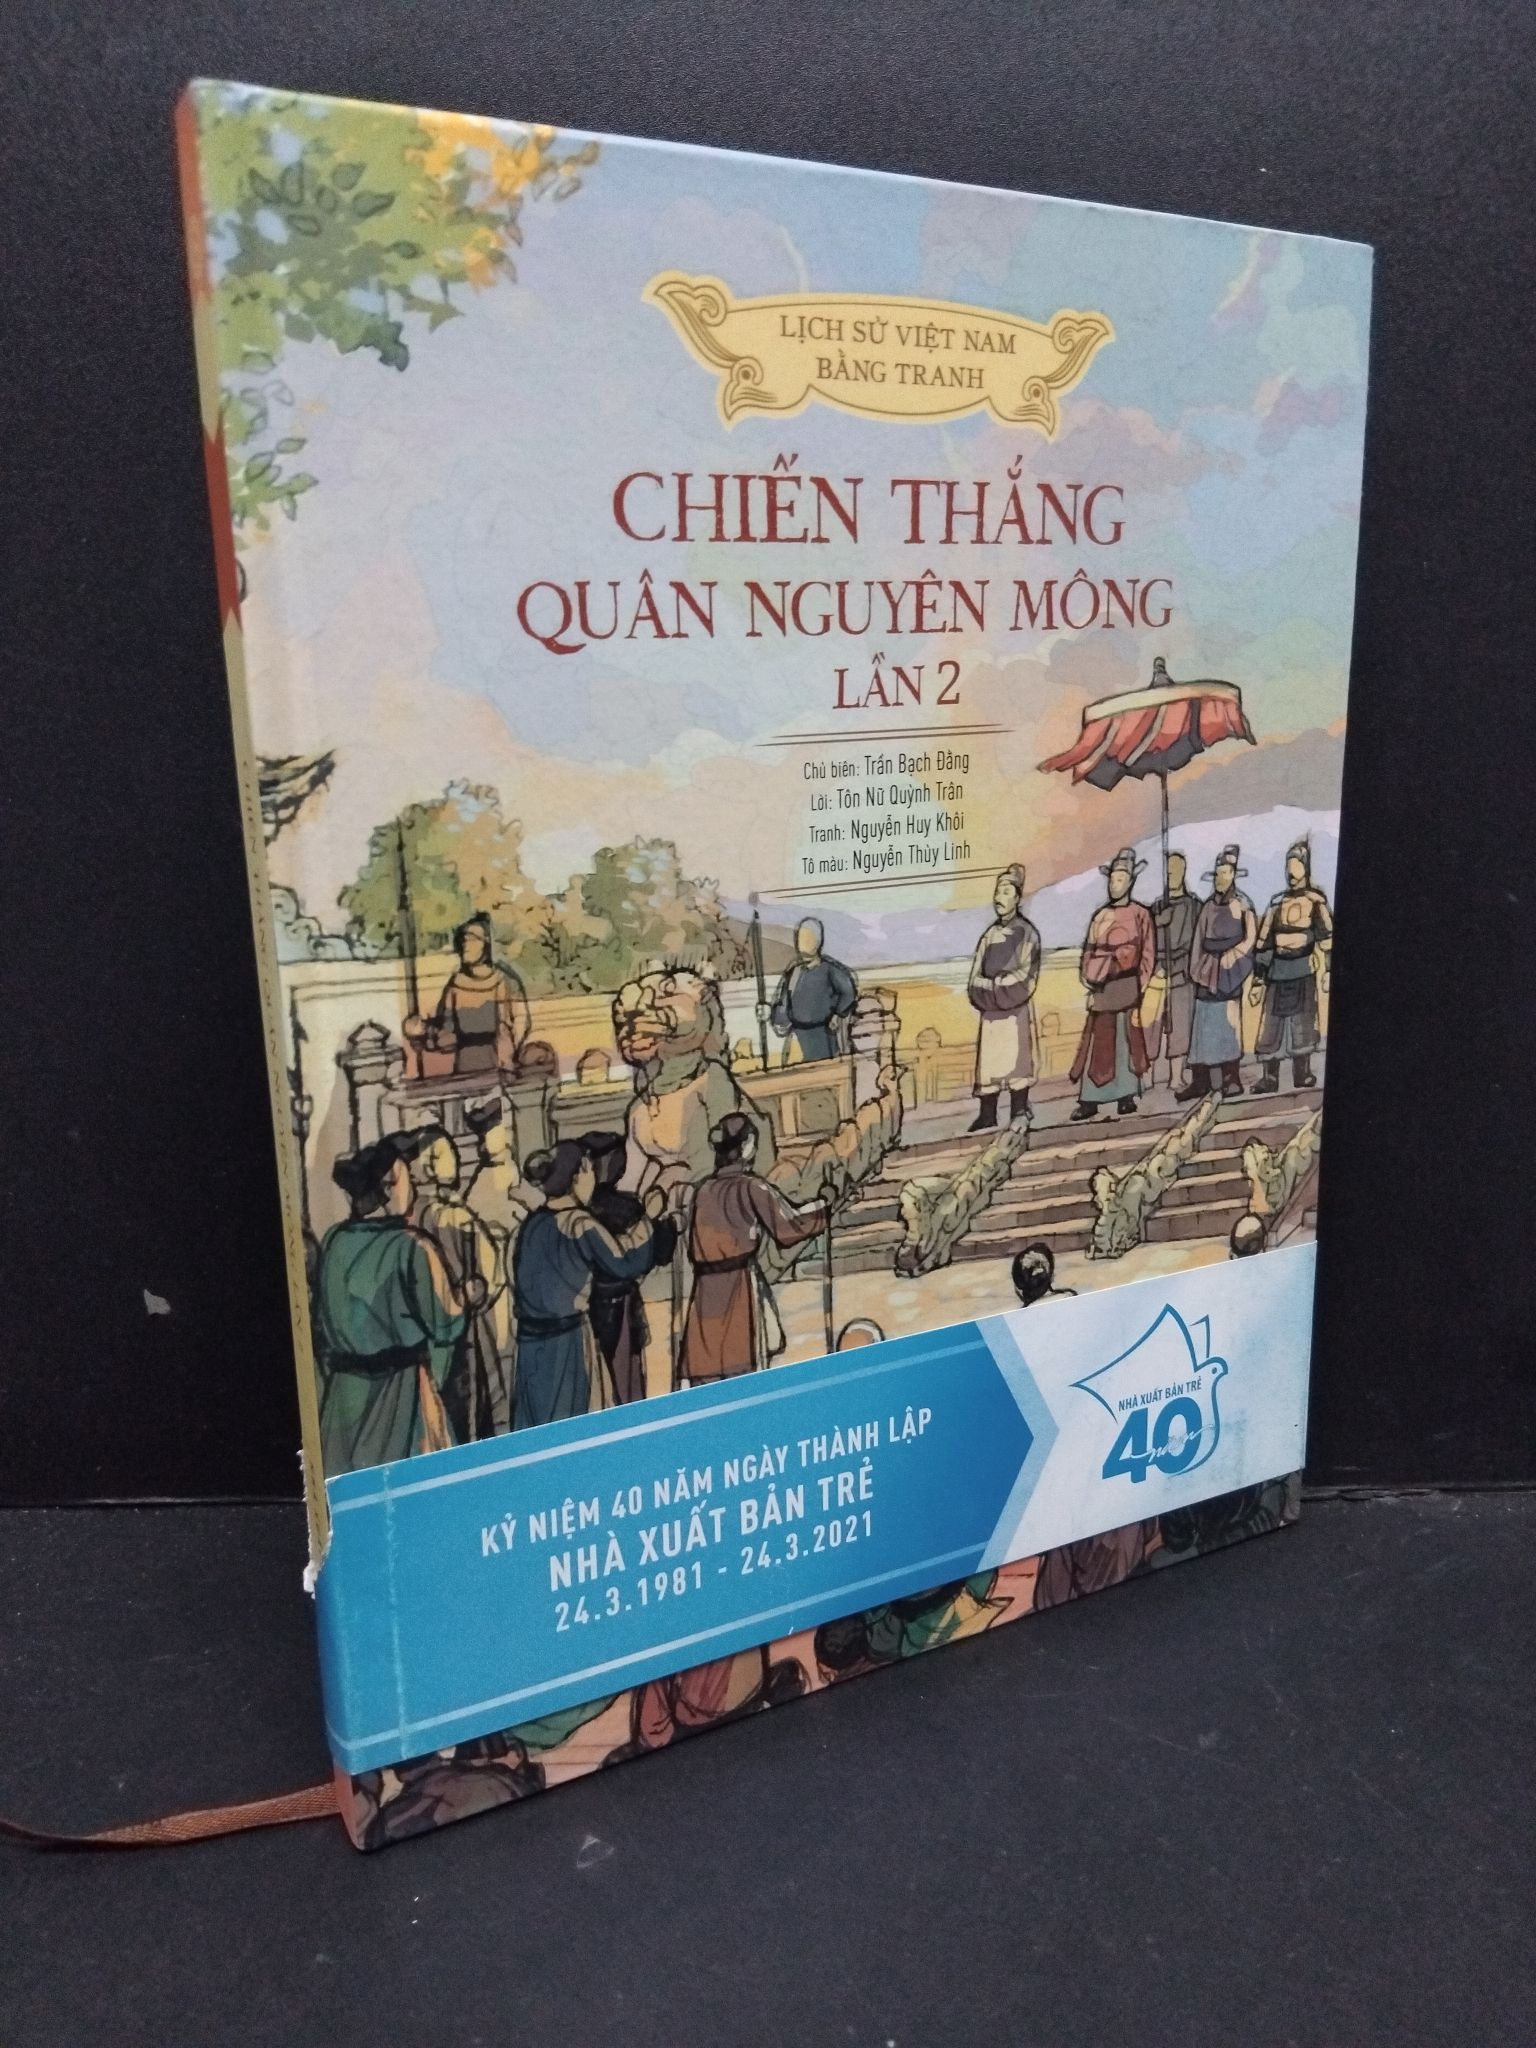 LỊCH SỬ VIỆT NAM
BẰNG TRANH
CHIẾN THẮNG
QUÂN NGUYÊN MÔNG
LẦN 2
Chủ biên: Trần Bạch Đằng
Lời: Tôn Nữ Quỳnh Trân
Tranh: Nguyễn Huy Khôi
Tô màu: Nguyễn Thùy Linh
NHÀ XUẤT BẢN TRẺ
40
năm
KỶ NIỆM 40 NĂM NGÀY THÀNH LẬP
NHÀ XUẤT BẢN TRẺ
24.3.1981 - 24.3.2021